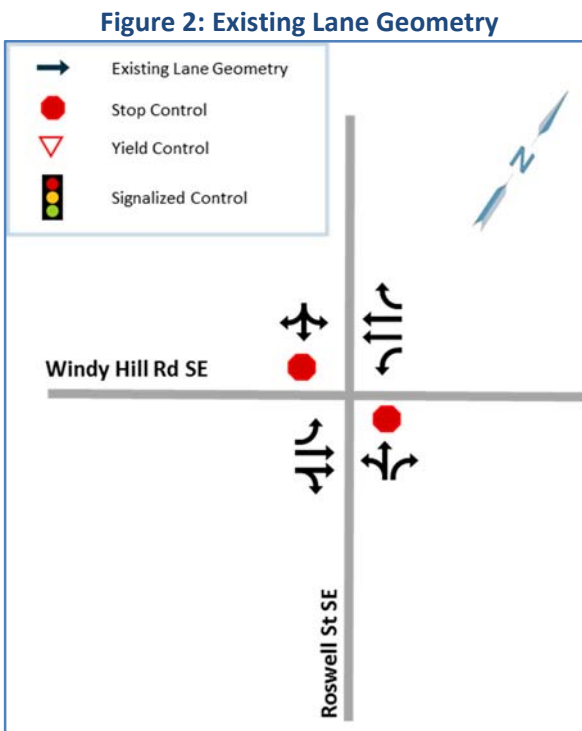 Figure 2: Existing Lane Geometry
Existing Lane Geometry
Stop Control
Yield Control
Signalized Control
N
Windy Hill Rd SE
Roswell St SE